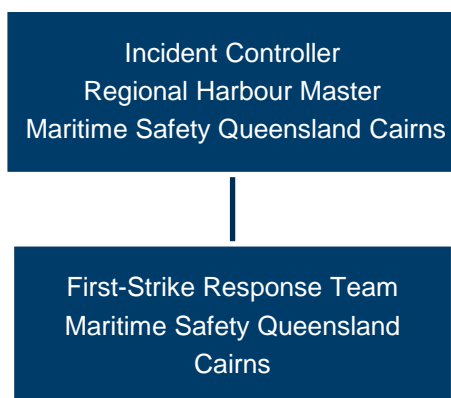 Incident Controller
Regional Harbour Master
Maritime Safety Queensland Cairns
First-Strike Response Team
Maritime Safety Queensland
Cairns